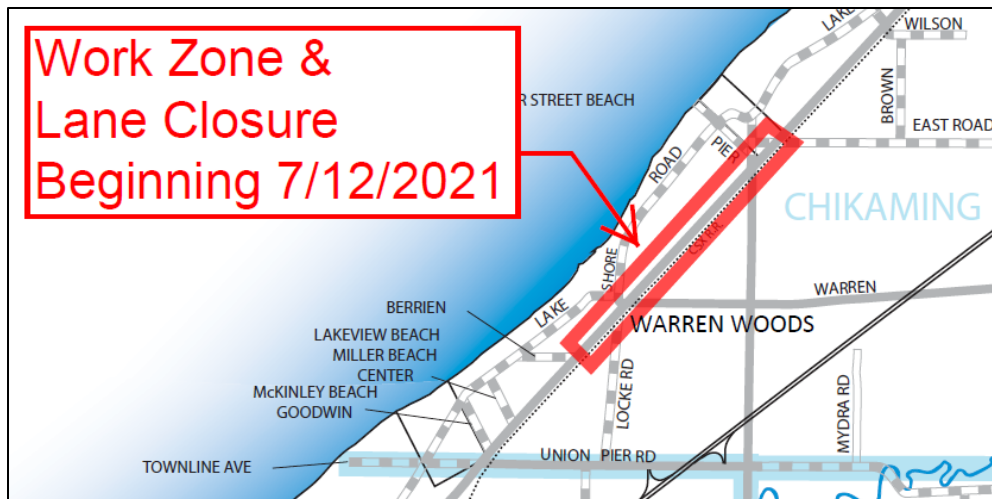 Work Zone &
Lane Closure
Beginning 7/12/2021
LAKE
WILSON
R STREET BEACH
BROWN
EAST ROAD
PIER
ROAD
CHIKAMING
CSX R.R.
SHORE
WARREN
BERRIEN
LAKE
WARREN WOODS
LAKEVIEW BEACH
MILLER BEACH
CENTER
McKINLEY BEACH
GOODWIN
LOCKE RD
MYDRA RD
UNION PIER RD
TOWNLINE AVE